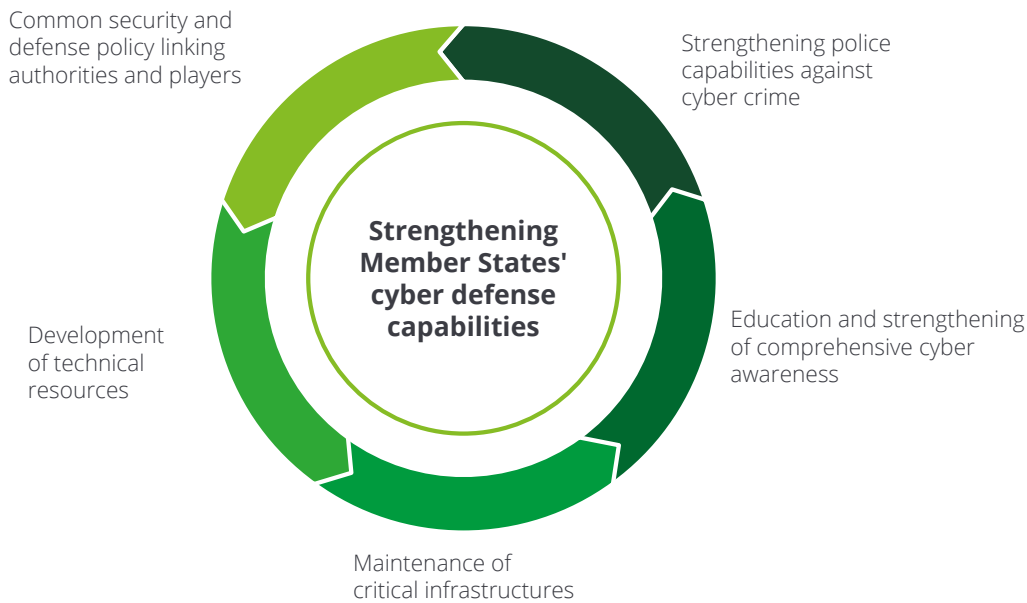 Common security and
defense policy linking
authorities and players
Strengthening police
capabilities against
cyber crime
Strengthening
Member States'
cyber defense
capabilities
Development
of technical
resources
Education and strengthening
of comprehensive cyber
awareness
Maintenance of
critical infrastructures